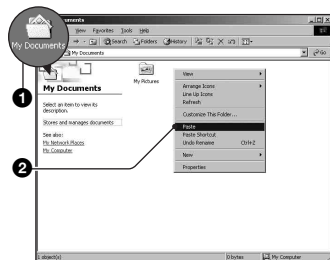 uments
View Favorites Tools Help
Search Folders History
My Documents
My Documents
Go
1
My Documents
Select an item to view its
description.
Stores and manages documents
See also:
My Network Places
My Computer
My Pictures
View
Arrange Icons
Line Up Icons
Refresh
Customize This Folder...
Paste
Paste Shortcut
Undo Rename Ctrl+Z
New
Properties
2
1 object(s) 0 bytes My Computer